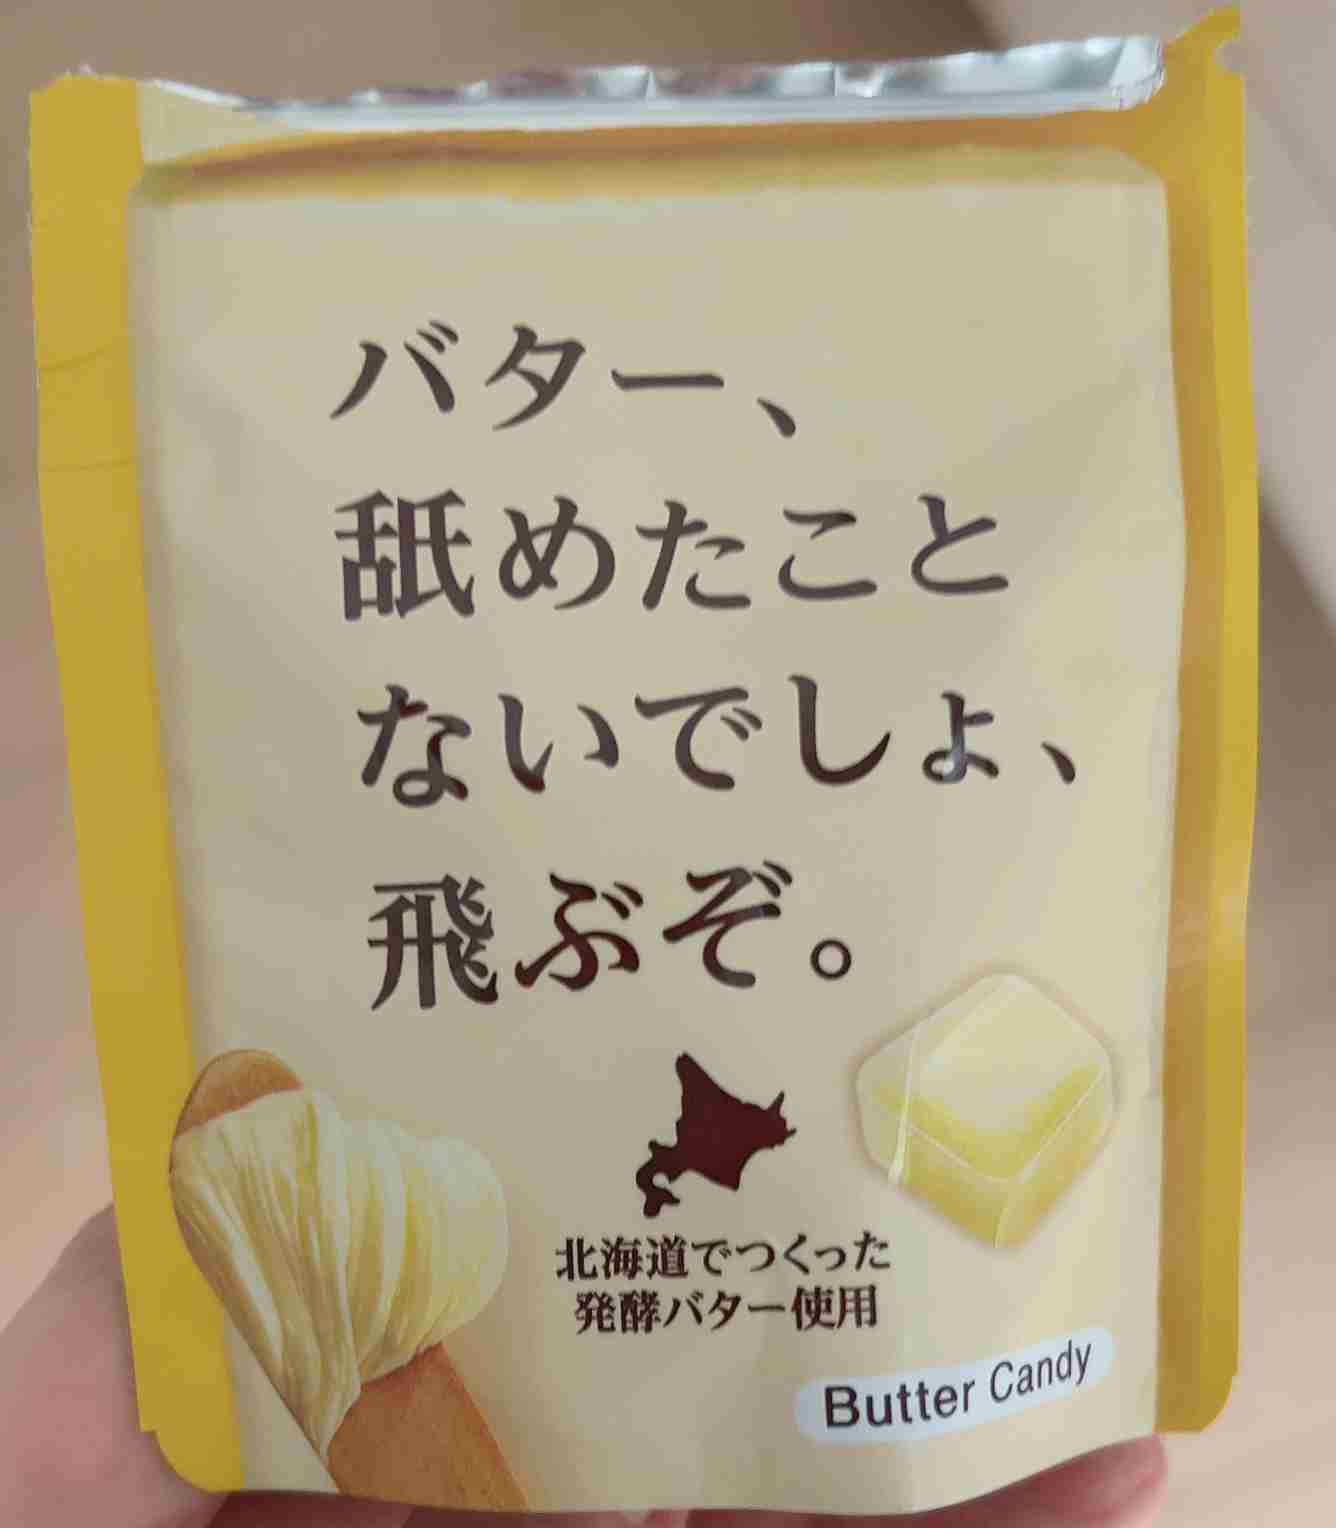 バター、
舐めたこと
ないでしょ、
飛ぶぞ。
北海道でつくった
発酵バター使用
Butter Candy